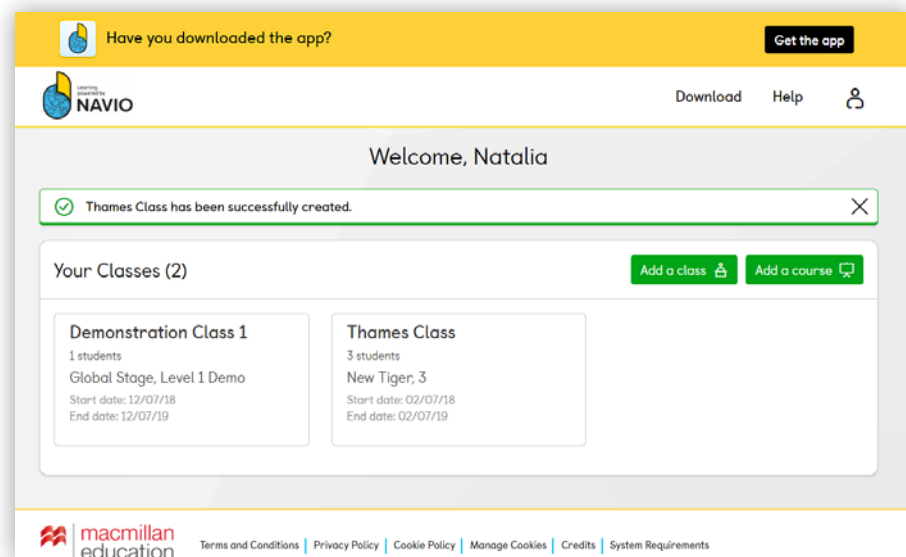 Have you downloaded the app?
Get the app
Learning
powered by
NAVIO
Download Help
Welcome, Natalia
Thames Class has been successfully created.
Your Classes (2)
Add a class
Add a course
Demonstration Class 1
1 students
Global Stage, Level 1 Demo
Start date: 12/07/18
End date: 12/07/19
Thames Class
3 students
New Tiger, 3
Start date: 02/07/18
End date: 02/07/19
macmillan
education
Terms and Conditions | Privacy Policy | Cookie Policy | Manage Cookies | Credits | System Requirements